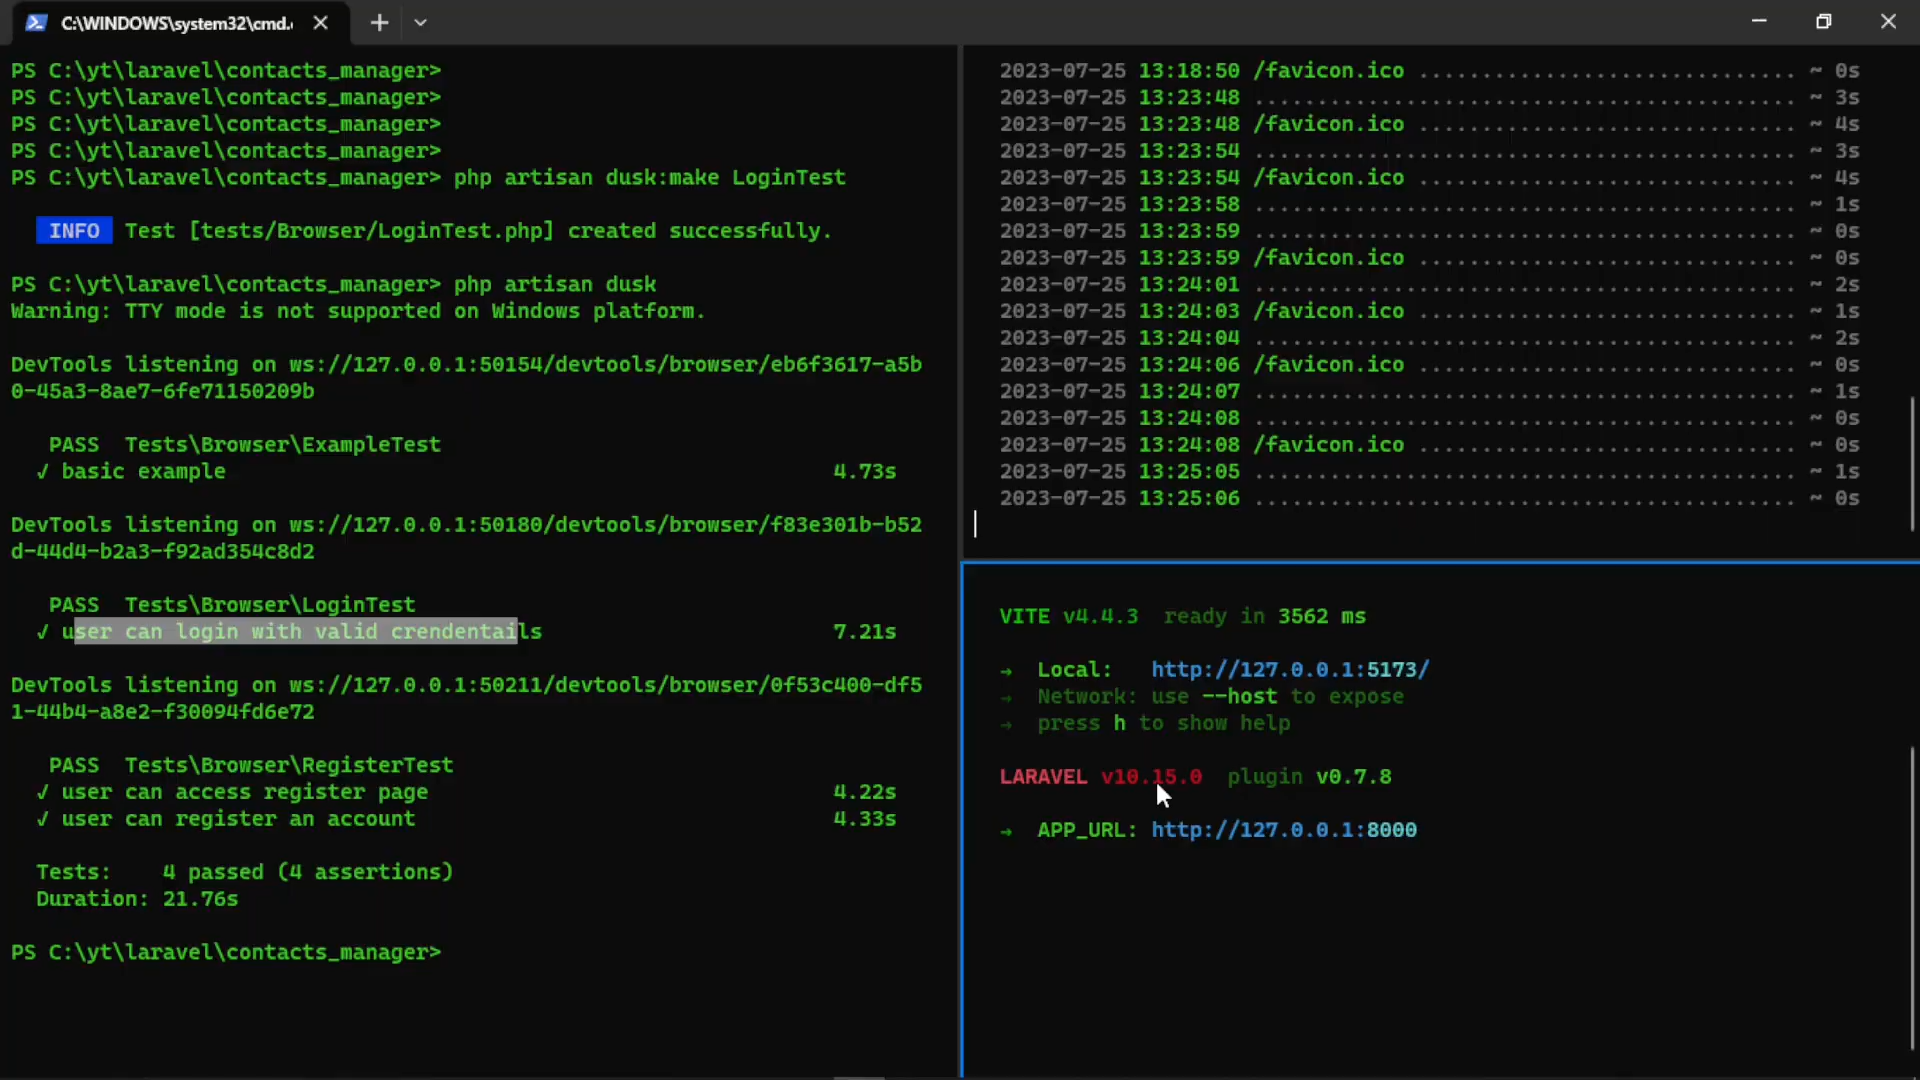 C:\WINDOWS\system32\cmd.
PS C:\yt\laravel\contacts_manager>
PS C:\yt\laravel\contacts_manager>
PS C:\yt\laravel\contacts_manager>
PS C:\yt\laravel\contacts_manager>
PS C:\yt\laravel\contacts_manager> php artisan dusk:make LoginTest
INFO Test [tests/Browser/LoginTest.php] created successfully.
PS C:\yt\laravel\contacts_manager> php artisan dusk
Warning: TTY mode is not supported on Windows platform.
DevTools listening on ws://127.0.0.1:50154/devtools/browser/eb6f3617-a5b
0-45a3-8ae7-6fe71150209b
PASS Tests\Browser\ExampleTest
✓ basic example 4.73s
DevTools listening on ws://127.0.0.1:50180/devtools/browser/f83e301b-b52
d-44d4-b2a3-f92ad354c8d2
PASS Tests\Browser\LoginTest
✓ user can login with valid crendentails 7.21s
DevTools listening on ws://127.0.0.1:50211/devtools/browser/0f53c400-df5
1-44b4-a8e2-f30094fd6e72
PASS Tests\Browser\RegisterTest
✓ user can access register page 4.22s
✓ user can register an account 4.33s
Tests: 4 passed (4 assertions)
Duration: 21.76s
PS C:\yt\laravel\contacts_manager>
2023-07-25 13:18:50 /favicon.ico .............................. ~ 0s
2023-07-25 13:23:48 ........................................... ~ 3s
2023-07-25 13:23:48 /favicon.ico .............................. ~ 4s
2023-07-25 13:23:54 ........................................... ~ 3s
2023-07-25 13:23:54 /favicon.ico .............................. ~ 4s
2023-07-25 13:23:58 ........................................... ~ 1s
2023-07-25 13:23:59 ........................................... ~ 0s
2023-07-25 13:23:59 /favicon.ico .............................. ~ 0s
2023-07-25 13:24:01 ........................................... ~ 2s
2023-07-25 13:24:03 /favicon.ico .............................. ~ 1s
2023-07-25 13:24:04 ........................................... ~ 2s
2023-07-25 13:24:06 /favicon.ico .............................. ~ 0s
2023-07-25 13:24:07 ........................................... ~ 1s
2023-07-25 13:24:08 ........................................... ~ 0s
2023-07-25 13:24:08 /favicon.ico .............................. ~ 0s
2023-07-25 13:25:05 ........................................... ~ 1s
2023-07-25 13:25:06 ........................................... ~ 0s
VITE v4.4.3 ready in 3562 ms
→ Local: http://127.0.0.1:5173/
→ Network: use --host to expose
→ press h to show help
LARAVEL v10.15.0 plugin v0.7.8
→ APP_URL: http://127.0.0.1:8000